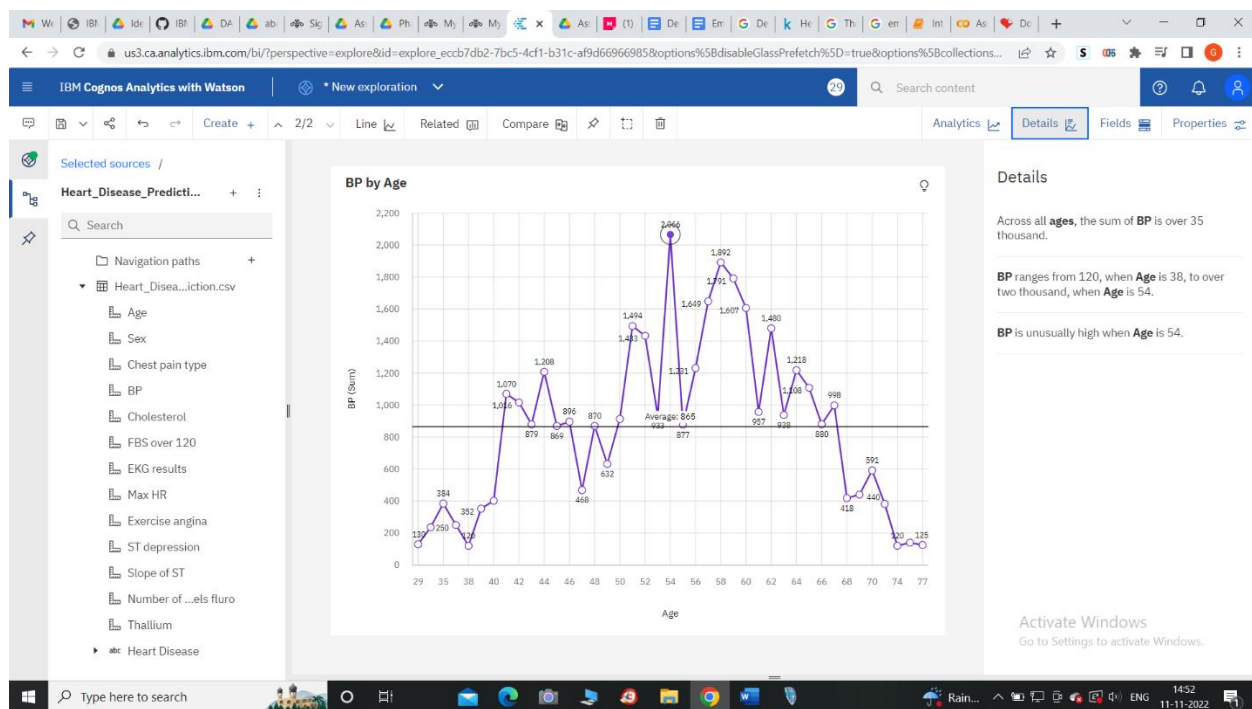 IBM Cognos Analytics with Watson
* New exploration
29
Search content
us3.ca.analytics.ibm.com/bi/?perspective=explore&id=explore_eccb7db2-7bc5-4cf1-b31c-af9d66966985&options%5BdisableGlassPrefetch%5D=true&options%5Bcollections...
Create +
2/2
Line
Related
Compare
Analytics
Details
Fields
Properties
Selected sources /
Heart_Disease_Predicti...
Search
Navigation paths
Heart_Disea...iction.csv
Age
Sex
Chest pain type
BP
Cholesterol
FBS over 120
EKG results
Max HR
Exercise angina
ST depression
Slope of ST
Number of ...els fluro
Thallium
abc Heart Disease
BP by Age
2,200
2,000
1,800
1,600
1,400
1,200
1,000
800
600
400
200
0
BP (Sum)
130
250
384
352
120
1,070
1,016
879
1,208
869
896
468
870
632
1,494
1,433
933
2,066
Average: 865
877
1,231
1,649
1,892
1,791
1,607
957
1,480
938
1,218
1,108
880
998
418
440
591
120
125
29 35 38 40 42 44 46 48 50 52 54 56 58 60 62 64 66 68 70 74 77
Age
Details
Across all ages, the sum of BP is over 35
thousand.
BP ranges from 120, when Age is 38, to over
two thousand, when Age is 54.
BP is unusually high when Age is 54.
Activate Windows
Go to Settings to activate Windows.
Type here to search
Rain...
ENG
14:52
11-11-2022